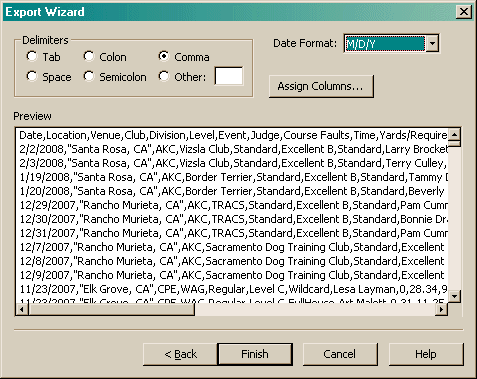 Export Wizard
Delimiters
Tab
Colon
Comma
Space
Semicolon
Other:
Date Format:
M/D/Y
Assign Columns...
Preview
Date,Location,Venue,Club,Division,Level,Event,Judge,Course Faults,Time,Yards/Require
2/2/2008,"Santa Rosa, CA",AKC,Vizsla Club,Standard,Excellent B,Standard,Larry Brocket
2/3/2008,"Santa Rosa, CA",AKC,Vizsla Club,Standard,Excellent B,Standard,Terry Culley,
1/19/2008,"Santa Rosa, CA",AKC,Border Terrier,Standard,Excellent B,Standard,Tammy D
1/20/2008,"Santa Rosa, CA",AKC,Border Terrier,Standard,Excellent B,Standard,Beverly
12/29/2007,"Rancho Murieta, CA",AKC,TRACS,Standard,Excellent B,Standard,Pam Cumm
12/30/2007,"Rancho Murieta, CA",AKC,TRACS,Standard,Excellent B,Standard,Bonnie Dr
12/31/2007,"Rancho Murieta, CA",AKC,TRACS,Standard,Excellent B,Standard,Pam Cumm
12/7/2007,"Rancho Murieta, CA",AKC,Sacramento Dog Training Club,Standard,Excellent
12/8/2007,"Rancho Murieta, CA",AKC,Sacramento Dog Training Club,Standard,Excellent
12/9/2007,"Rancho Murieta, CA",AKC,Sacramento Dog Training Club,Standard,Excellent
11/23/2007,"Elk Grove, CA",CPE,WAG,Regular,Level C,Wildcard,Lesa Layman,0,28.34,9
11/23/2007,"Elk Grove, CA",CPE,WAG,Regular,Level C,FullHouse,Art Malott,0,31.11,35
< Back
Finish
Cancel
Help